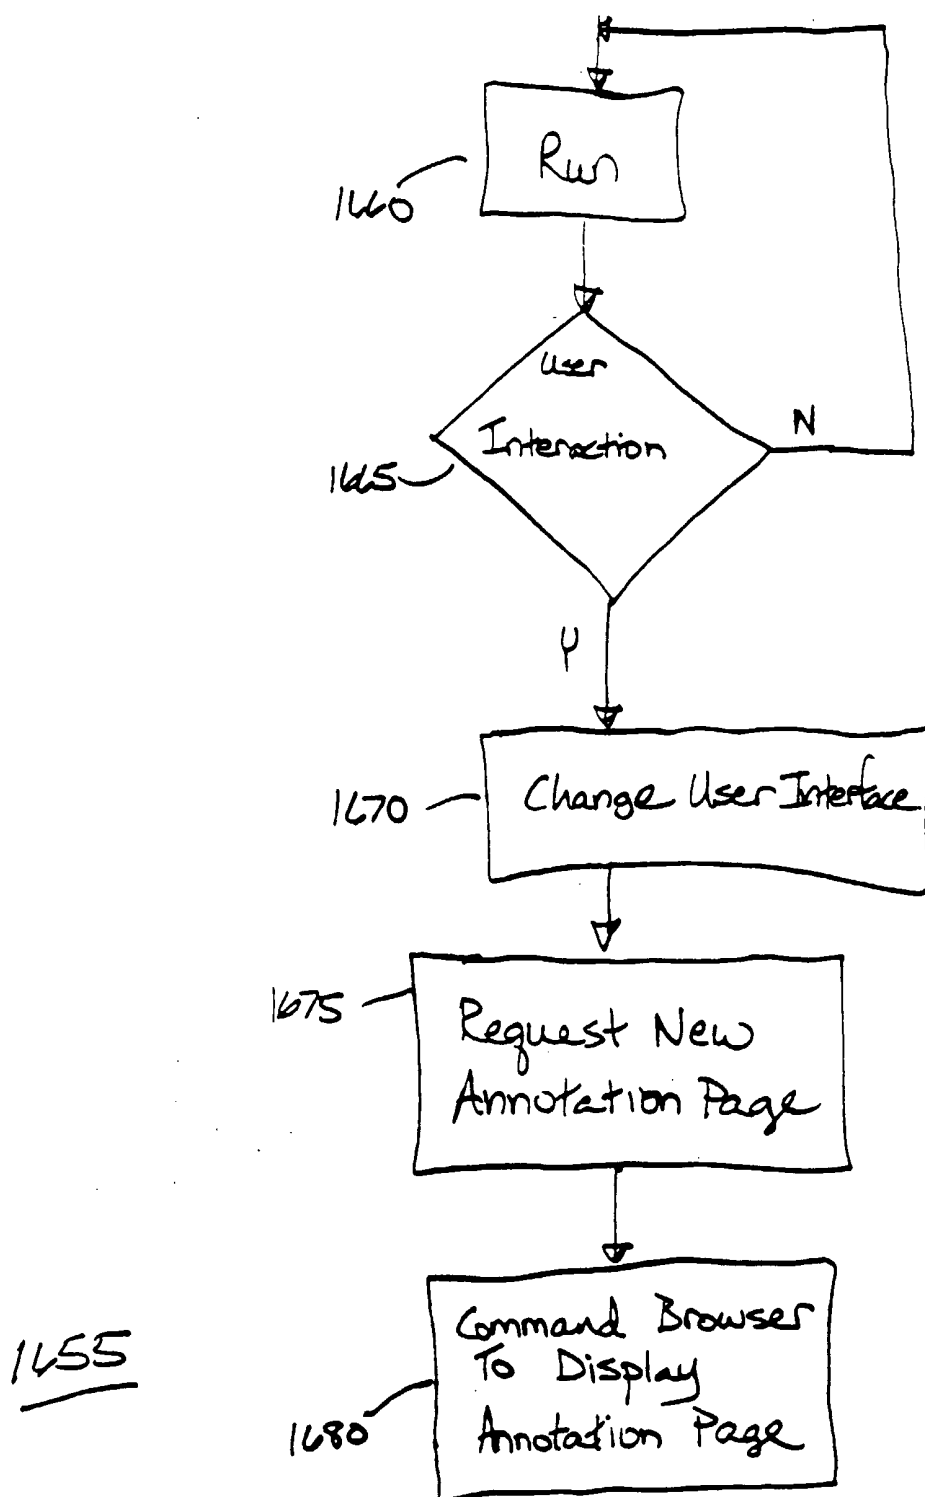 Run
1660
User
Interaction
N
1665
Y
Change User Interface
1670
1675
Request New
Annotation Page
Command Browser
To Display
Annotation Page
1655
1680